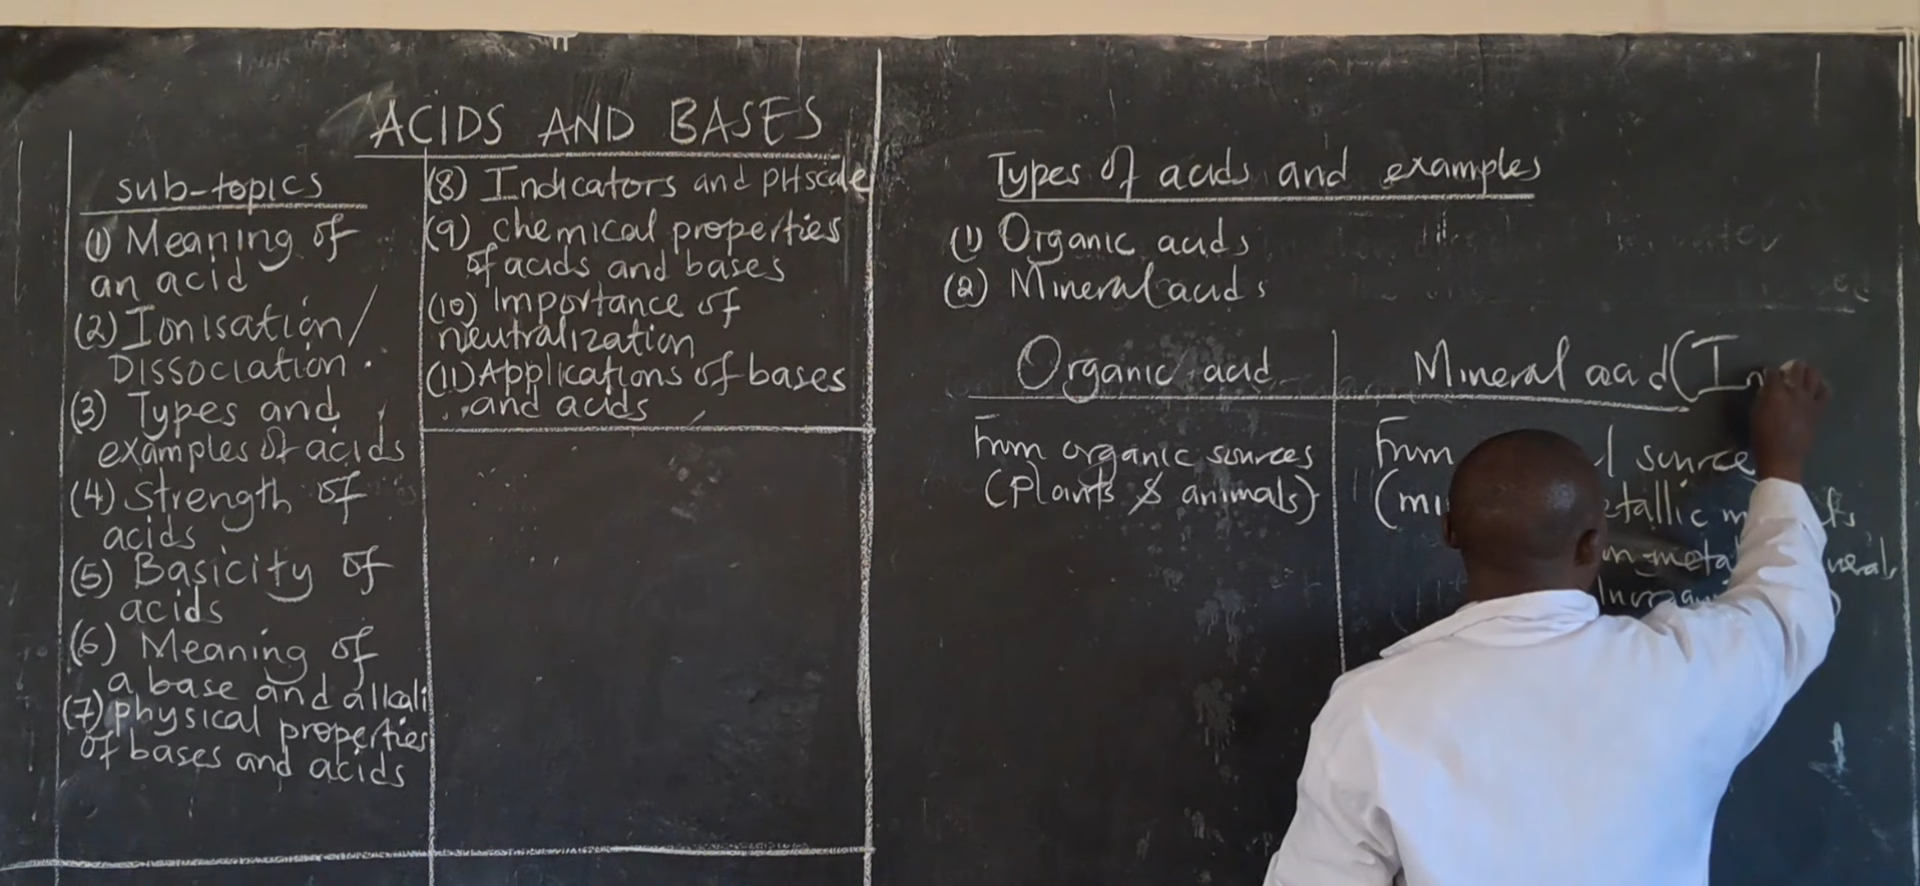 ACIDS AND BASES
sub-topics
(1) Meaning of
an acid
(2) Ionisation/
Dissociation.
(3) Types and
examples of acids
(4) Strength of
acids
(5) Basicity of
acids
(6) Meaning of
a base and alkali
(7) physical properties
of bases and acids
(8) Indicators and PH scale
(9) chemical properties
of acids and bases
(10) Importance of
neutralization
(11) Applications of bases
and acids
Types of acids and examples
(1) Organic acids
(2) Mineral acids
Organic acid
From organic sources
(Plants & animals)
Mineral acid (In
From source